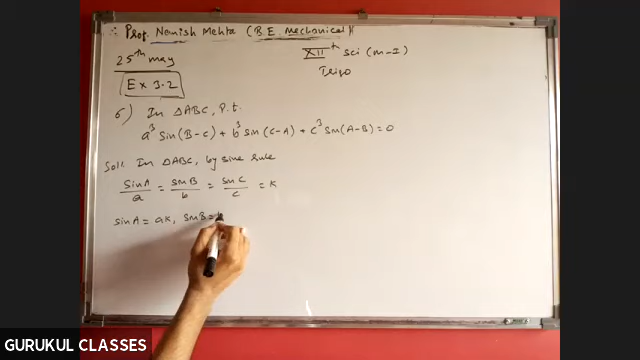 Prof. Nemish Mehta (B.E Mechanical)
25th may
XIIth Sci (M-I)
Trigo
Ex 3.2
6) In ΔABC, P.t.
a³ sin(B-C) + b³ sin(C-A) + c³ sin(A-B) = 0
Soln. In ΔABC, by sine rule
sinA/a = sinB/b = sinC/c = k
sinA = ak, sinB =
GURUKUL CLASSES